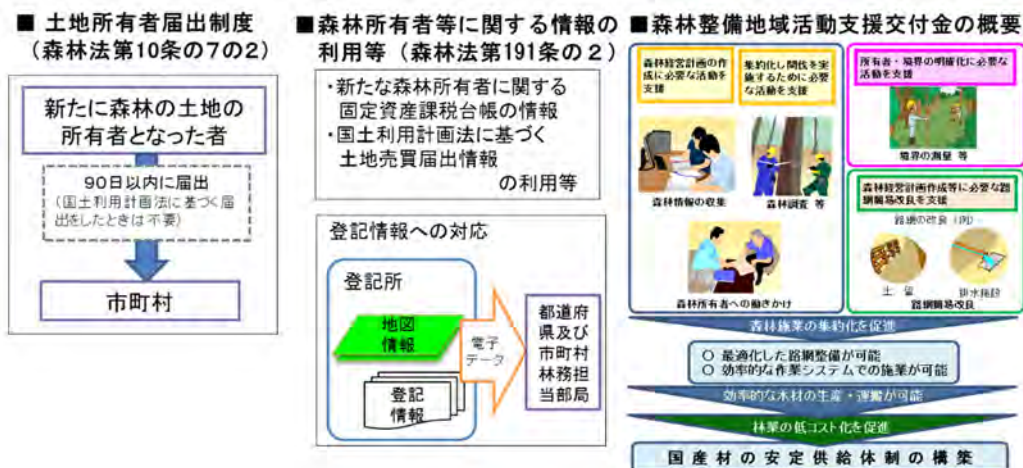 ■ 土地所有者届出制度
（森林法第10条の7の2）
新たに森林の土地の
所有者となった者
90日以内に届出
（国土利用計画法に基づく届
出をしたときは不要）
市町村
■森林所有者等に関する情報の
利用等（森林法第191条の２）
・新たな森林所有者に関する
固定資産課税台帳の情報
・国土利用計画法に基づく
土地売買届出情報
の利用等
登記情報への対応
登記所
地図
情報
登記
情報
電子
データ
都道府
県及び
市町村
林務担
当部局
■森林整備地域活動支援交付金の概要
森林経営計画の作
成に必要な活動を
支援
集約化し間伐を実
施するために必要
な活動を支援
森林情報の収集
森林調査 等
森林所有者への働きかけ
所有者・境界の明確化に必要な
活動を支援
境界の測量 等
森林経営計画作成等に必要な路
網簡易改良を支援
路網の改良（例）
土 留
排水施設
路網簡易改良
森林施業の集約化を促進
○ 最適化した路網整備が可能
○ 効率的な作業システムでの施業が可能
効率的な木材の生産・運搬が可能
林業の低コスト化を促進
国産材の安定供給体制の構築